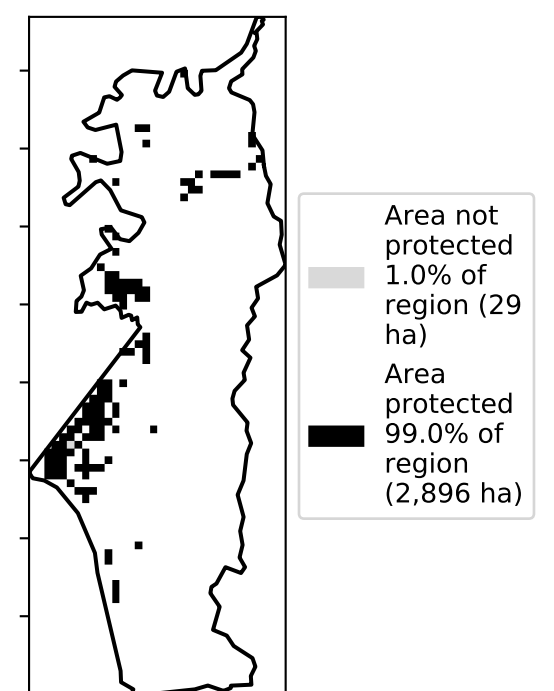 Area not
protected
1.0% of
region (29
ha)
Area
protected
99.0% of
region
(2,896 ha)